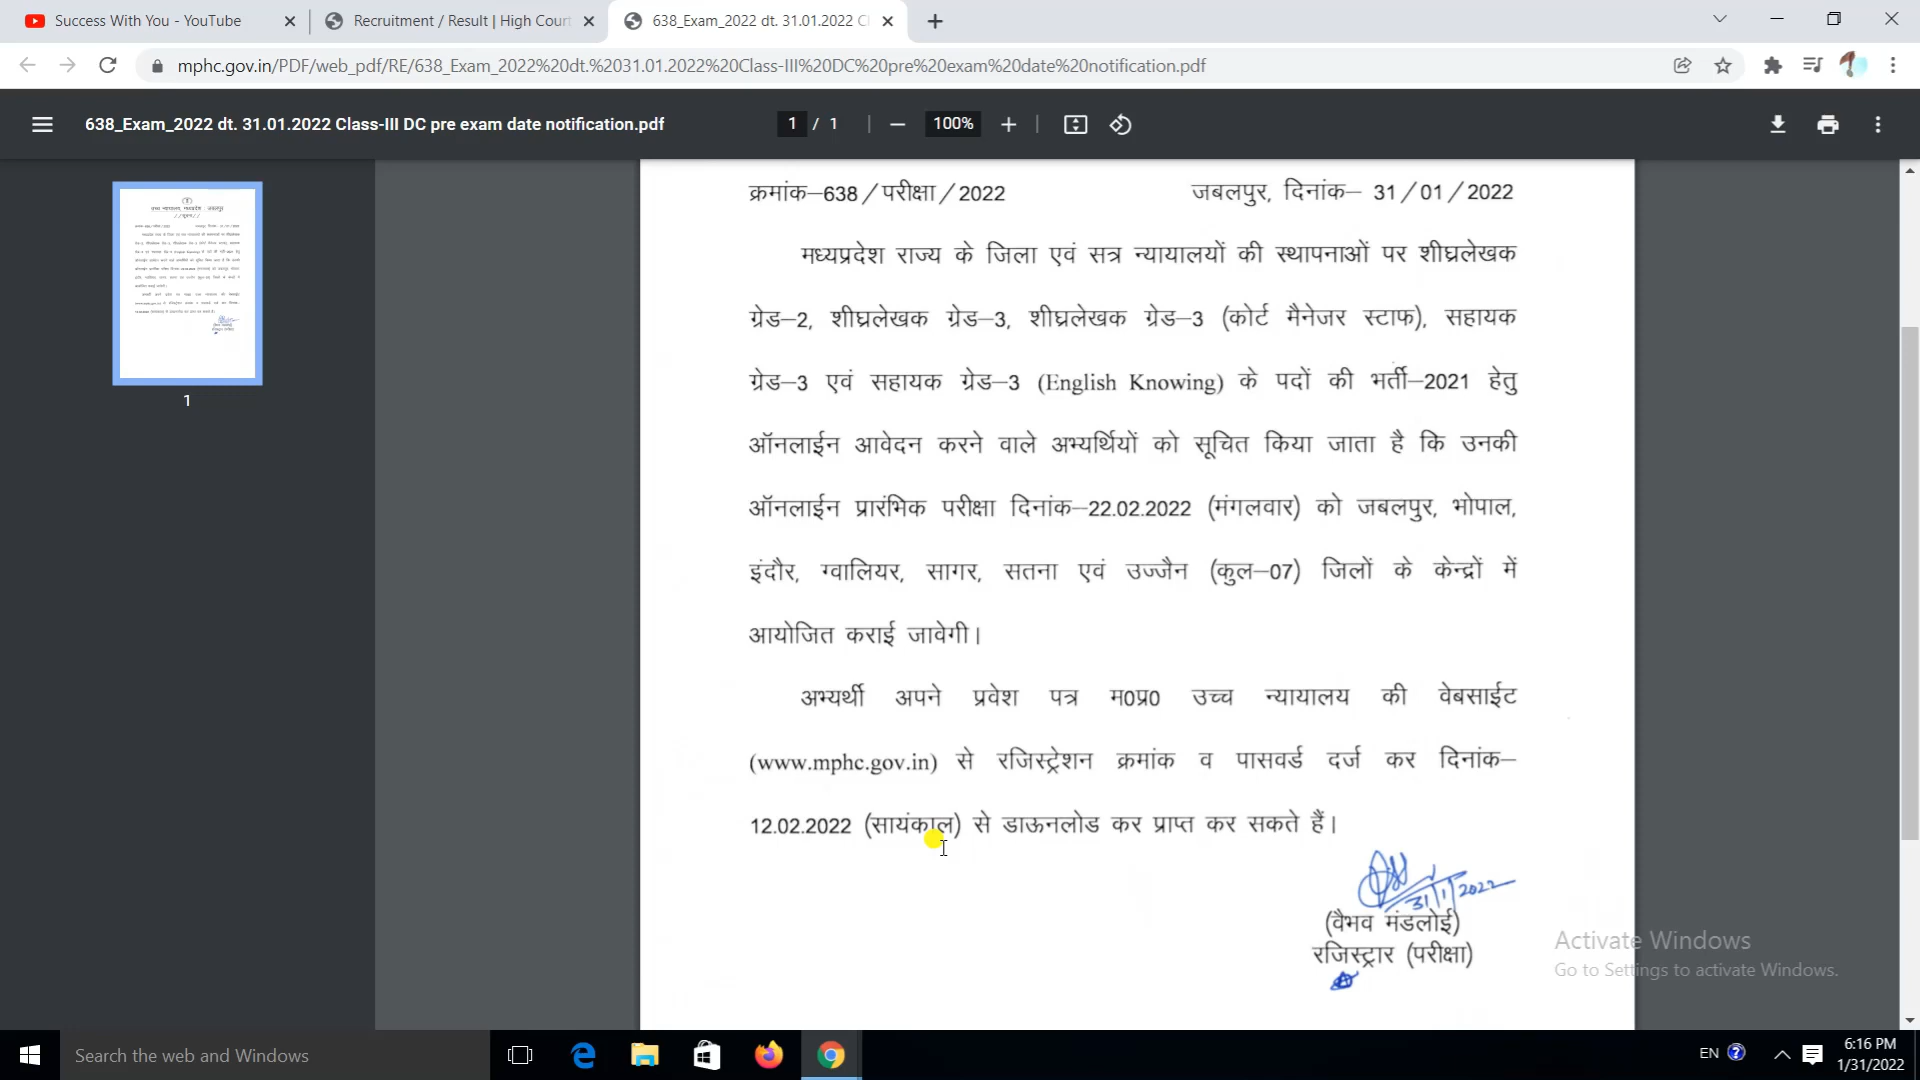 Success With You - YouTube
Recruitment / Result | High Court
638_Exam_2022 dt. 31.01.2022 Cl
mphc.gov.in/PDF/web_pdf/RE/638_Exam_2022%20dt.%2031.01.2022%20Class-III%20DC%20pre%20exam%20date%20notification.pdf
638_Exam_2022 dt. 31.01.2022 Class-III DC pre exam date notification.pdf
1 / 1
100%
1
क्रमांक–638/परीक्षा/2022 जबलपुर, दिनांक– 31/01/2022
मध्यप्रदेश राज्य के जिला एवं सत्र न्यायालयों की स्थापनाओं पर शीघ्रलेखक
ग्रेड–2, शीघ्रलेखक ग्रेड–3, शीघ्रलेखक ग्रेड–3 (कोर्ट मैनेजर स्टाफ), सहायक
ग्रेड–3 एवं सहायक ग्रेड–3 (English Knowing) के पदों की भर्ती–2021 हेतु
ऑनलाईन आवेदन करने वाले अभ्यर्थियों को सूचित किया जाता है कि उनकी
ऑनलाईन प्रारंभिक परीक्षा दिनांक–22.02.2022 (मंगलवार) को जबलपुर, भोपाल,
इंदौर, ग्वालियर, सागर, सतना एवं उज्जैन (कुल–07) जिलों के केन्द्रों में
आयोजित कराई जावेगी।
अभ्यर्थी अपने प्रवेश पत्र म0प्र0 उच्च न्यायालय की वेबसाईट
(www.mphc.gov.in) से रजिस्ट्रेशन क्रमांक व पासवर्ड दर्ज कर दिनांक–
12.02.2022 (सायंकाल) से डाऊनलोड कर प्राप्त कर सकते हैं।
31/1/2022
(वैभव मंडलोई)
रजिस्ट्रार (परीक्षा)
Activate Windows
Go to Settings to activate Windows.
Search the web and Windows
EN
6:16 PM
1/31/2022